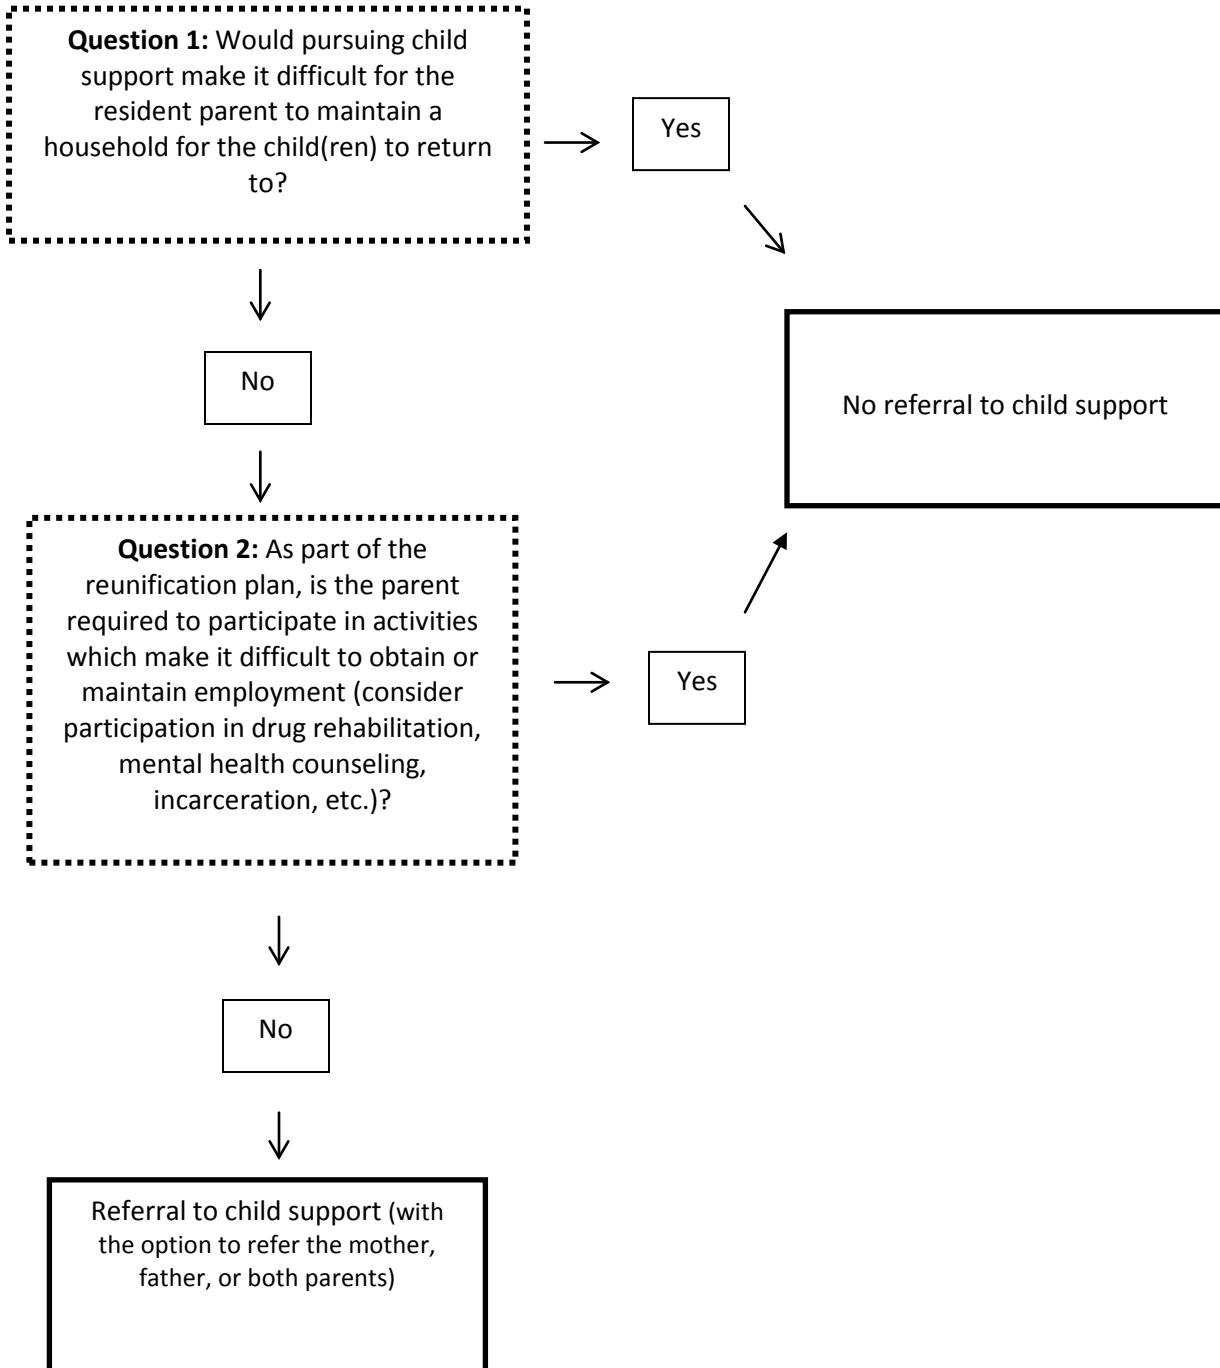 Question 1: Would pursuing child
support make it difficult for the
resident parent to maintain a
household for the child(ren) to return
to?
Yes
No
No referral to child support
Question 2: As part of the
reunification plan, is the parent
required to participate in activities
which make it difficult to obtain or
maintain employment (consider
participation in drug rehabilitation,
mental health counseling,
incarceration, etc.)?
Yes
No
Referral to child support (with
the option to refer the mother,
father, or both parents)